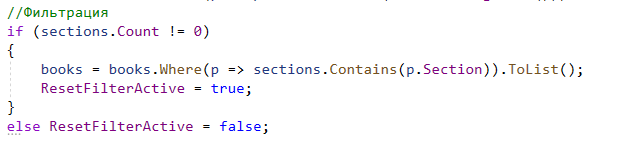 //Фильтрация
if (sections.Count != 0)
{
books = books.Where(p => sections.Contains(p.Section)).ToList();
ResetFilterActive = true;
}
else ResetFilterActive = false;